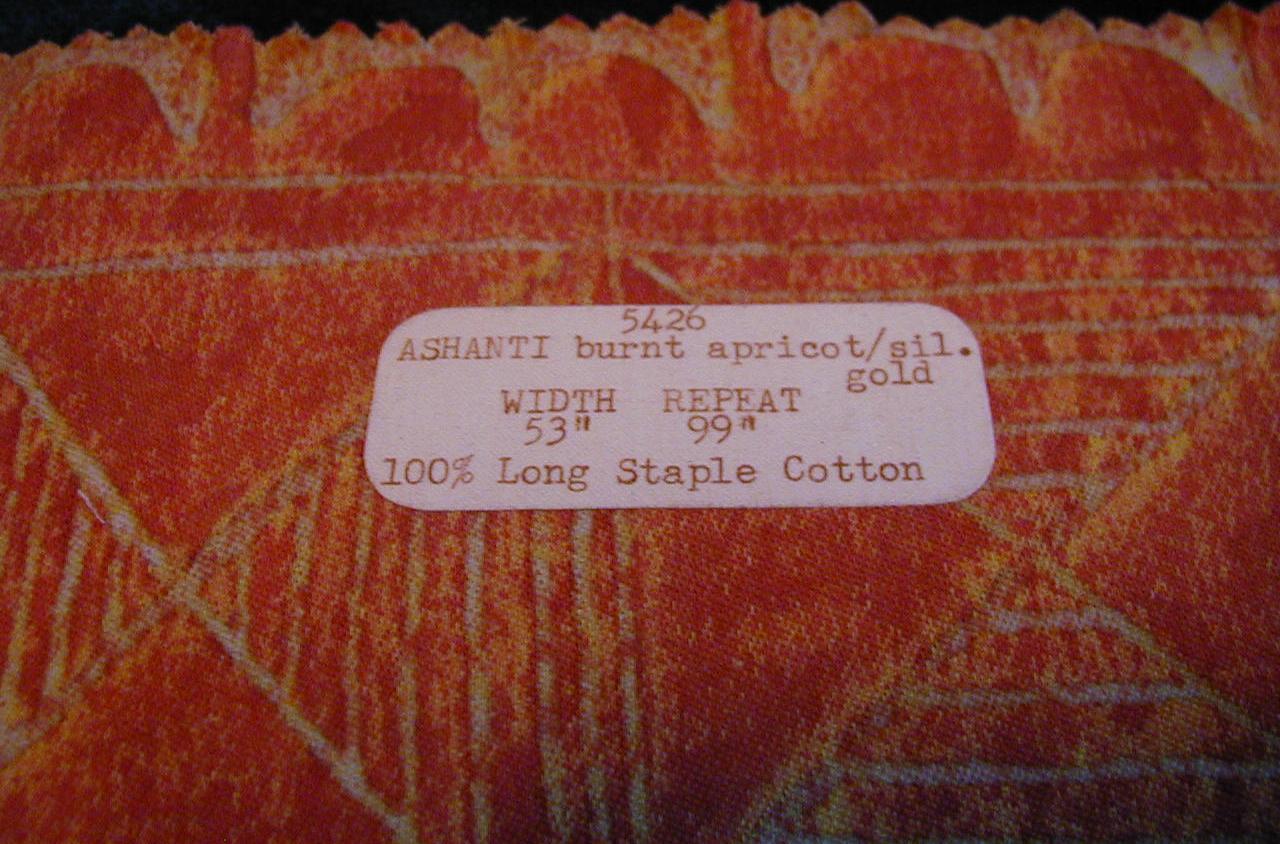 5426
ASHANTI burnt apricot/sil.
gold
WIDTH REPEAT
53" 99"
100% Long Staple Cotton